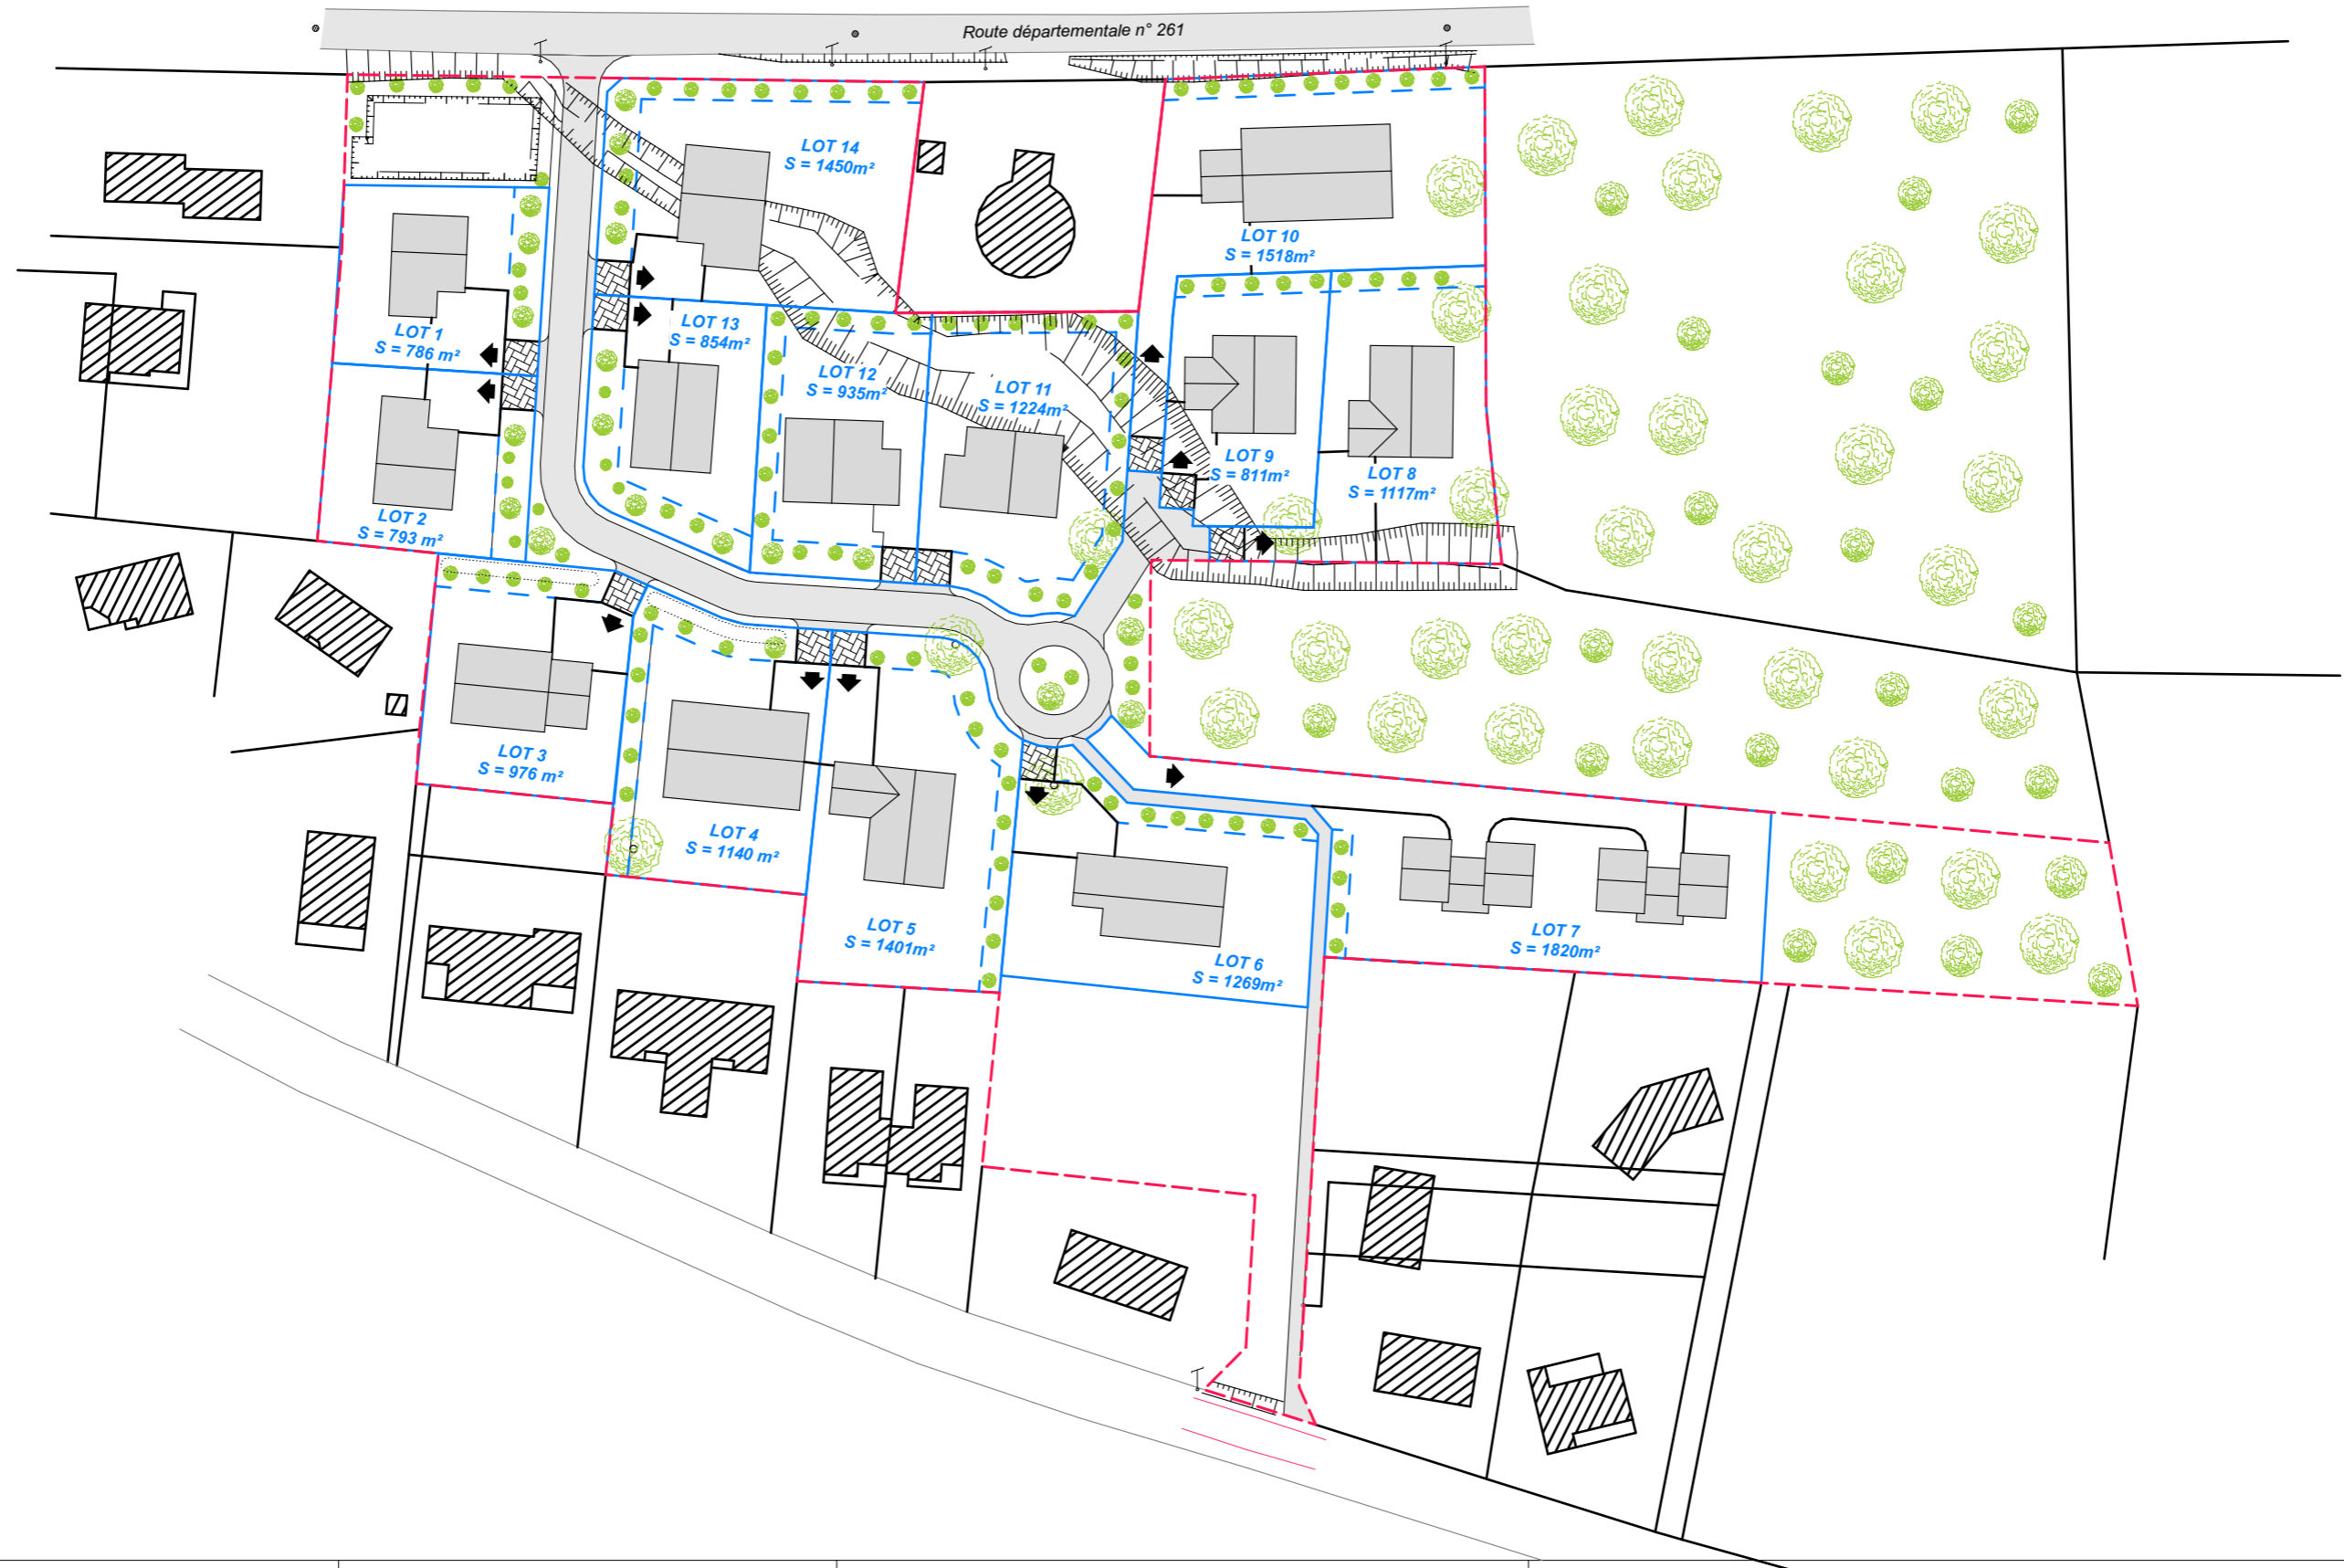 Route départementale n° 261
LOT 14
S = 1450m²
LOT 10
S = 1518m²
LOT 1
S = 786 m²
LOT 13
S = 854m²
LOT 12
S = 935m²
LOT 11
S = 1224m²
LOT 9
S = 811m²
LOT 8
S = 1117m²
LOT 2
S = 793 m²
LOT 3
S = 976 m²
LOT 4
S = 1140 m²
LOT 5
S = 1401m²
LOT 6
S = 1269m²
LOT 7
S = 1820m²